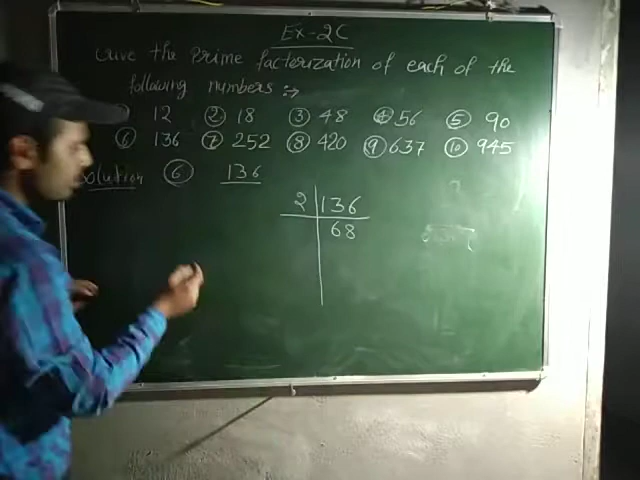 Ex-2C
Give the Prime factorization of each of the
following numbers :→
12 ② 18 ③ 48 ④ 56 ⑤ 90
⑥ 136 ⑦ 252 ⑧ 420 ⑨ 637 ⑩ 945
Solution ⑥ 136
2 136
68